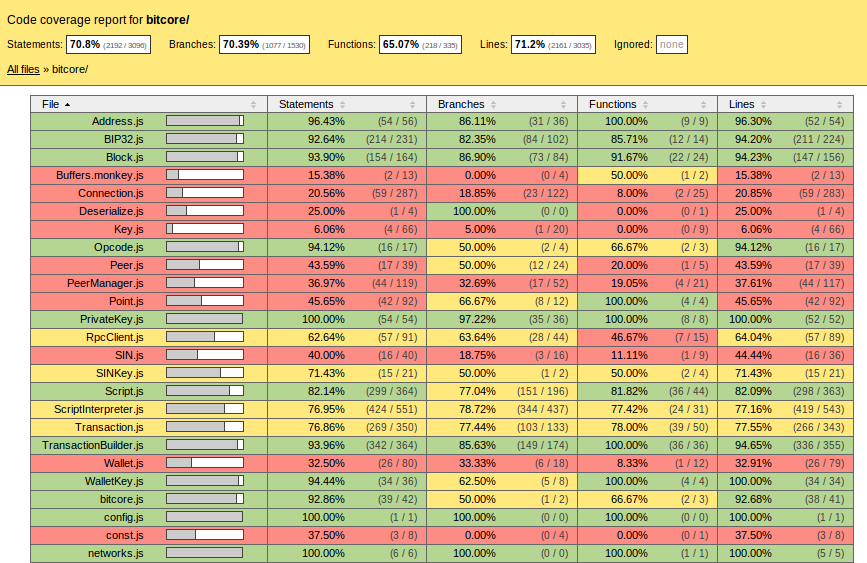 Code coverage report for bitcore/
Statements: 70.8% (2192 / 3096) Branches: 70.39% (1077 / 1530) Functions: 65.07% (218 / 335) Lines: 71.2% (2161 / 3035) Ignored: none
All files » bitcore/
File Statements Branches Functions Lines
Address.js 96.43% (54 / 56) 86.11% (31 / 36) 100.00% (9 / 9) 96.30% (52 / 54)
BIP32.js 92.64% (214 / 231) 82.35% (84 / 102) 85.71% (12 / 14) 94.20% (211 / 224)
Block.js 93.90% (154 / 164) 86.90% (73 / 84) 91.67% (22 / 24) 94.23% (147 / 156)
Buffers.monkey.js 15.38% (2 / 13) 0.00% (0 / 4) 50.00% (1 / 2) 15.38% (2 / 13)
Connection.js 20.56% (59 / 287) 18.85% (23 / 122) 8.00% (2 / 25) 20.85% (59 / 283)
Deserialize.js 25.00% (1 / 4) 100.00% (0 / 0) 0.00% (0 / 1) 25.00% (1 / 4)
Key.js 6.06% (4 / 66) 5.00% (1 / 20) 0.00% (0 / 9) 6.06% (4 / 66)
Opcode.js 94.12% (16 / 17) 50.00% (2 / 4) 66.67% (2 / 3) 94.12% (16 / 17)
Peer.js 43.59% (17 / 39) 50.00% (12 / 24) 20.00% (1 / 5) 43.59% (17 / 39)
PeerManager.js 36.97% (44 / 119) 32.69% (17 / 52) 19.05% (4 / 21) 37.61% (44 / 117)
Point.js 45.65% (42 / 92) 66.67% (8 / 12) 100.00% (4 / 4) 45.65% (42 / 92)
PrivateKey.js 100.00% (54 / 54) 97.22% (35 / 36) 100.00% (8 / 8) 100.00% (52 / 52)
RpcClient.js 62.64% (57 / 91) 63.64% (28 / 44) 46.67% (7 / 15) 64.04% (57 / 89)
SIN.js 40.00% (16 / 40) 18.75% (3 / 16) 11.11% (1 / 9) 44.44% (16 / 36)
SINKey.js 71.43% (15 / 21) 50.00% (1 / 2) 50.00% (2 / 4) 71.43% (15 / 21)
Script.js 82.14% (299 / 364) 77.04% (151 / 196) 81.82% (36 / 44) 82.09% (298 / 363)
ScriptInterpreter.js 76.95% (424 / 551) 78.72% (344 / 437) 77.42% (24 / 31) 77.16% (419 / 543)
Transaction.js 76.86% (269 / 350) 77.44% (103 / 133) 78.00% (39 / 50) 77.55% (266 / 343)
TransactionBuilder.js 93.96% (342 / 364) 85.63% (149 / 174) 100.00% (36 / 36) 94.65% (336 / 355)
Wallet.js 32.50% (26 / 80) 33.33% (6 / 18) 8.33% (1 / 12) 32.91% (26 / 79)
WalletKey.js 94.44% (34 / 36) 62.50% (5 / 8) 100.00% (4 / 4) 100.00% (34 / 34)
bitcore.js 92.86% (39 / 42) 50.00% (1 / 2) 66.67% (2 / 3) 92.68% (38 / 41)
config.js 100.00% (1 / 1) 100.00% (0 / 0) 100.00% (0 / 0) 100.00% (1 / 1)
const.js 37.50% (3 / 8) 0.00% (0 / 4) 0.00% (0 / 1) 37.50% (3 / 8)
networks.js 100.00% (6 / 6) 100.00% (0 / 0) 100.00% (1 / 1) 100.00% (5 / 5)